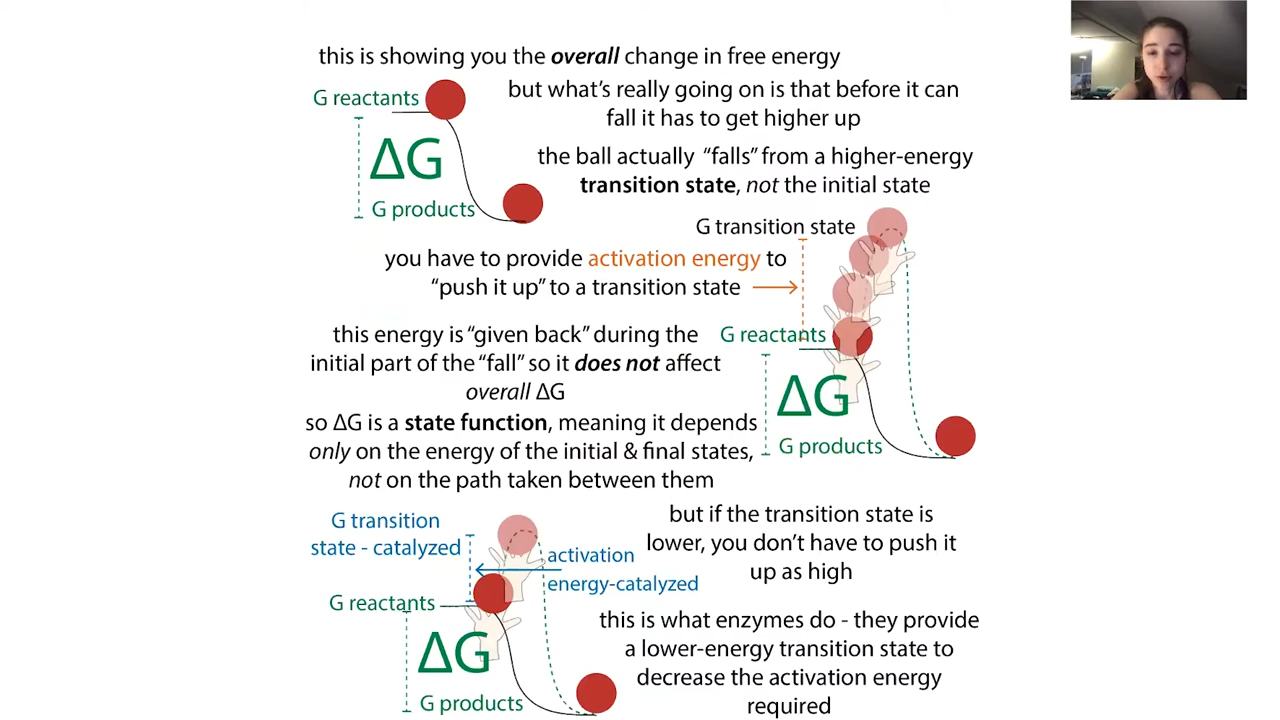 this is showing you the overall change in free energy
G reactants
ΔG
G products
but what's really going on is that before it can
fall it has to get higher up
the ball actually “falls” from a higher-energy
transition state, not the initial state
G transition state
you have to provide activation energy to
“push it up” to a transition state
this energy is “given back” during the
initial part of the “fall” so it does not affect
overall ΔG
G reactants
ΔG
G products
so ΔG is a state function, meaning it depends
only on the energy of the initial & final states,
not on the path taken between them
G transition
state - catalyzed
activation
energy-catalyzed
G reactants
ΔG
G products
but if the transition state is
lower, you don't have to push it
up as high
this is what enzymes do - they provide
a lower-energy transition state to
decrease the activation energy
required